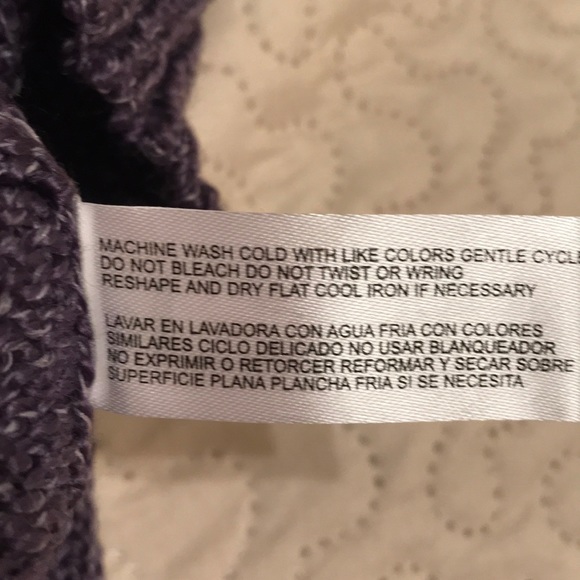 MACHINE WASH COLD WITH LIKE COLORS GENTLE CYCLE
DO NOT BLEACH DO NOT TWIST OR WRING
RESHAPE AND DRY FLAT COOL IRON IF NECESSARY
LAVAR EN LAVADORA CON AGUA FRIA CON COLORES
SIMILARES CICLO DELICADO NO USAR BLANQUEADOR
NO EXPRIMIR O RETORCER REFORMAR Y SECAR SOBRE
SUPERFICIE PLANA PLANCHA FRIA SI SE NECESITA